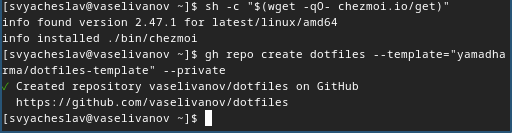 [svyacheslav@vaselivanov ~]$ sh -c "$(wget -qO- chezmoi.io/get)"
info found version 2.47.1 for latest/linux/amd64
info installed ./bin/chezmoi
[svyacheslav@vaselivanov ~]$ gh repo create dotfiles --template="yamadha
rma/dotfiles-template" --private
✓ Created repository vaselivanov/dotfiles on GitHub
  https://github.com/vaselivanov/dotfiles
[svyacheslav@vaselivanov ~]$